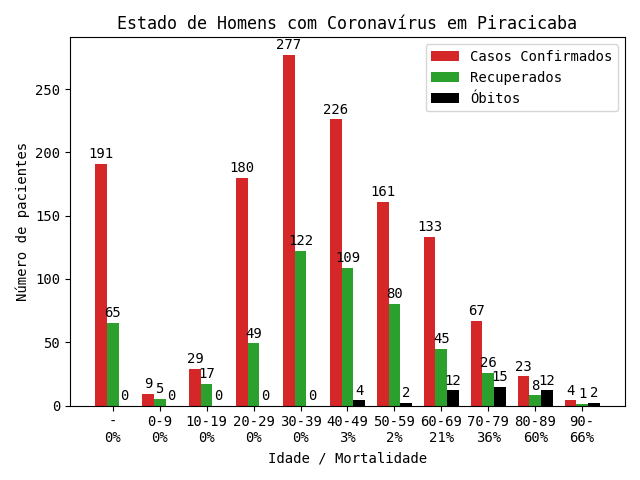 Estado de Homens com Coronavírus em Piracicaba
Casos Confirmados
Recuperados
Óbitos
Número de pacientes
250
200
150
100
50
0
191 65 0
9 5 0
29 17 0
180 49 0
277 122 0
226 109 4
161 80 2
133 45 12
67 26 15
23 8 12
4 1 2
- 0-9 10-19 20-29 30-39 40-49 50-59 60-69 70-79 80-89 90-
0% 0% 0% 0% 0% 3% 2% 21% 36% 60% 66%
Idade / Mortalidade